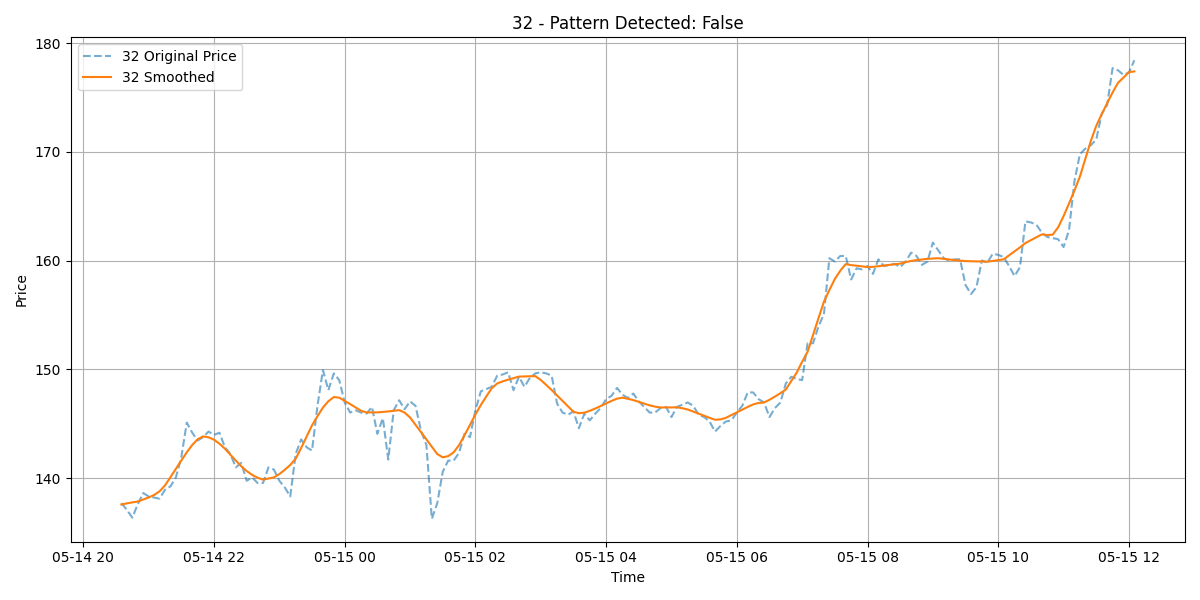 32 - Pattern Detected: False
32 Original Price
32 Smoothed
Price
180
170
160
150
140
05-14 20
05-14 22
05-15 00
05-15 02
05-15 04
05-15 06
05-15 08
05-15 10
05-15 12
Time